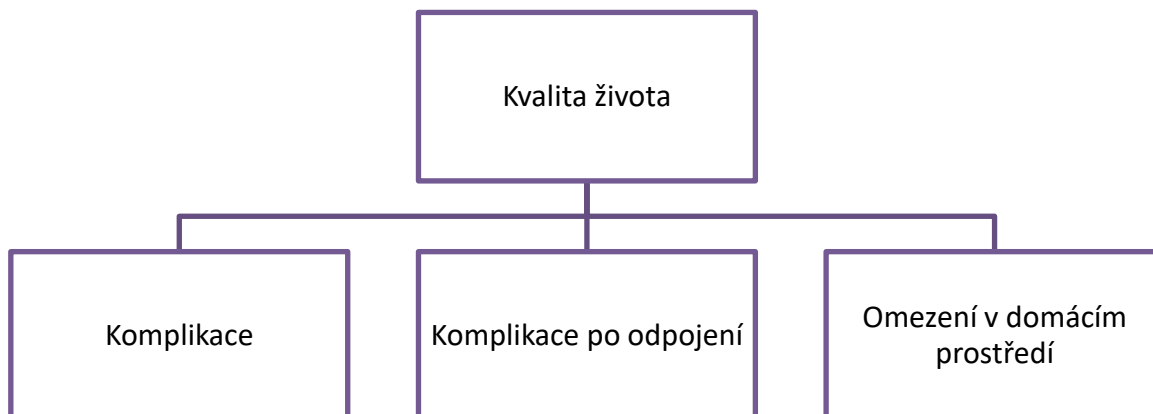 Kvalita života
Komplikace
Komplikace po odpojení
Omezení v domácím
prostředí